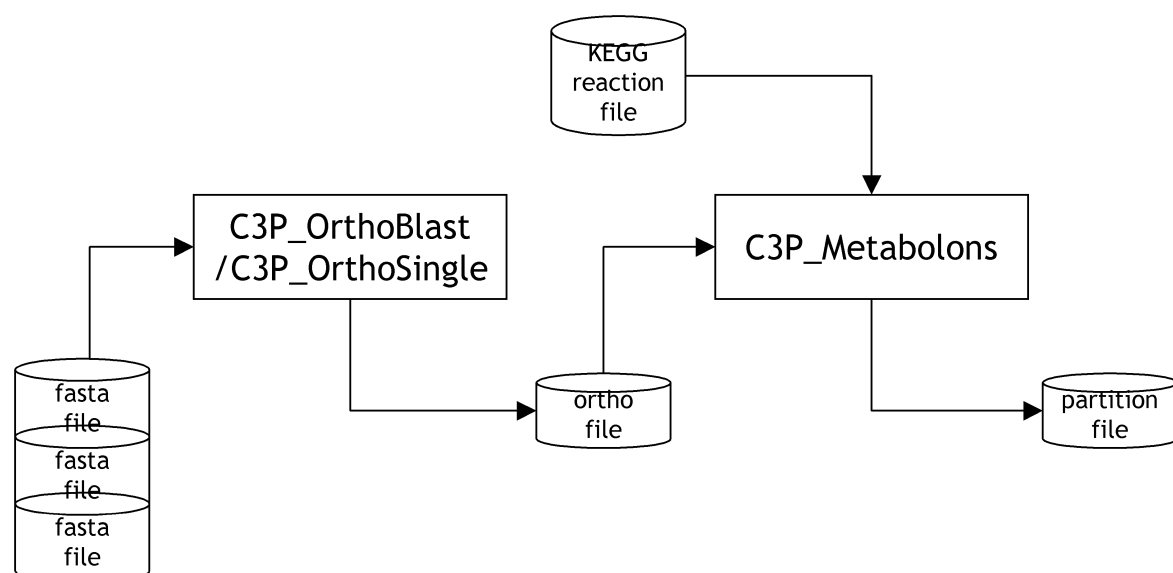 KEGG
reaction
file
C3P_OrthoBlast
/C3P_OrthoSingle
C3P_Metabolons
fasta
file
fasta
file
fasta
file
ortho
file
partition
file